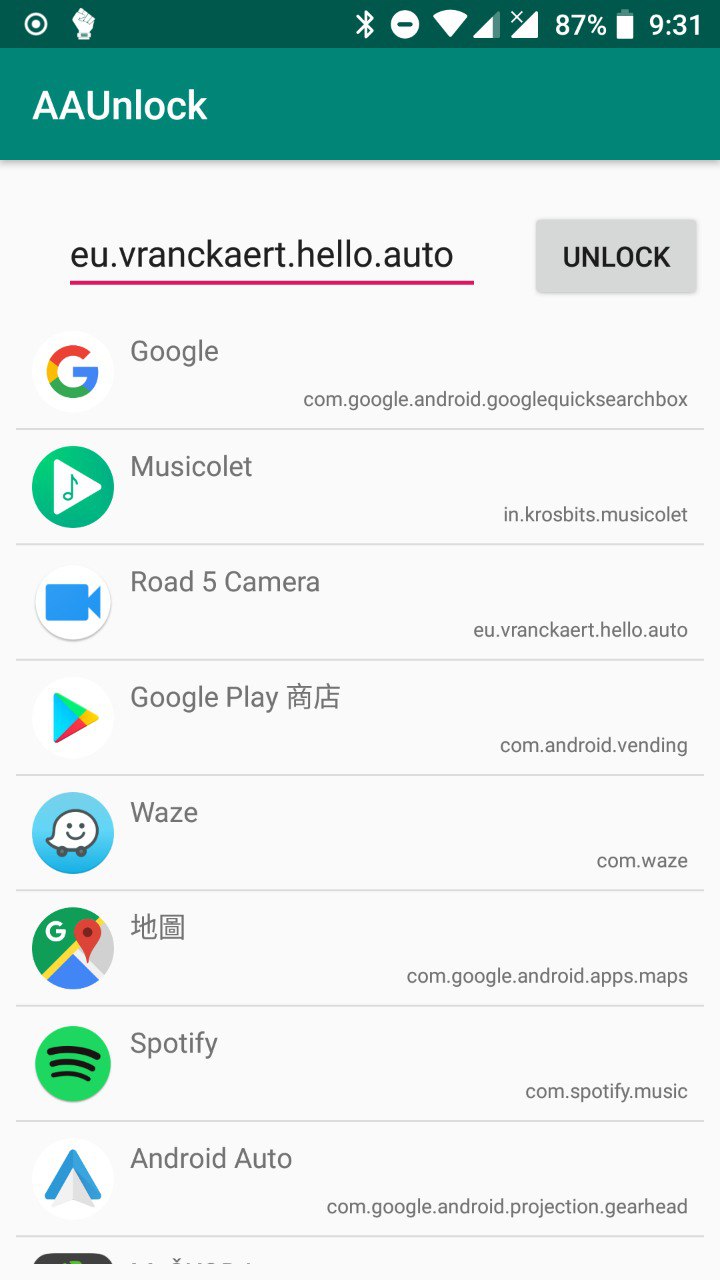 87% 9:31
AAUnlock
eu.vranckaert.hello.auto
UNLOCK
Google
com.google.android.googlequicksearchbox
Musicolet
in.krosbits.musicolet
Road 5 Camera
eu.vranckaert.hello.auto
Google Play 商店
com.android.vending
Waze
com.waze
地圖
com.google.android.apps.maps
Spotify
com.spotify.music
Android Auto
com.google.android.projection.gearhead